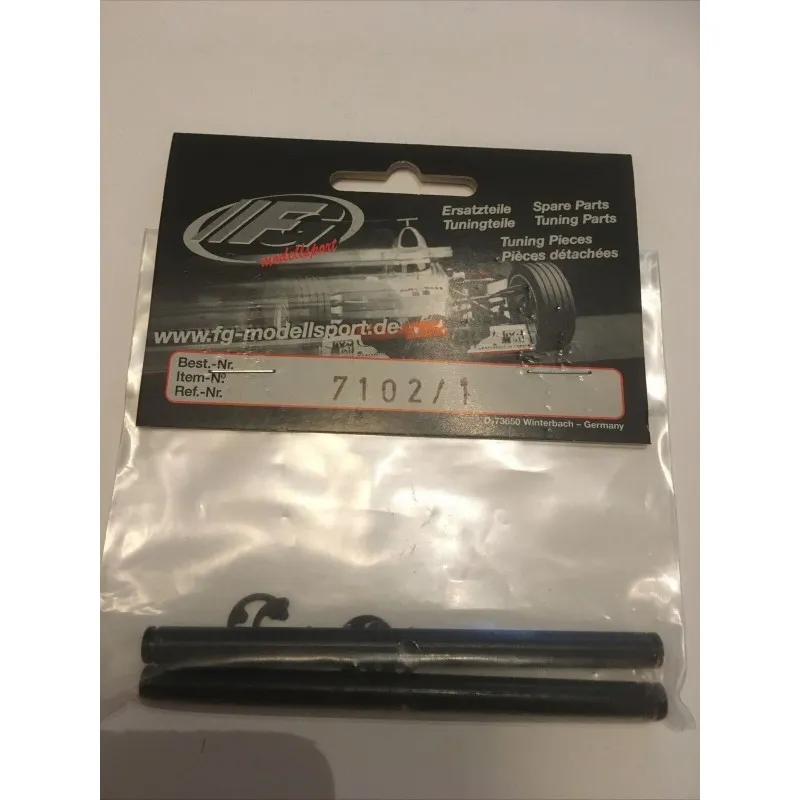 FG
modellsport
Ersatzteile
Tuningteile
Spare Parts
Tuning Parts
Tuning Pieces
Pièces détachées
www.fg-modellsport.de
Best.-Nr.
Item-Nr.
Ref.-Nr.
7102/1
D-73650 Winterbach – Germany